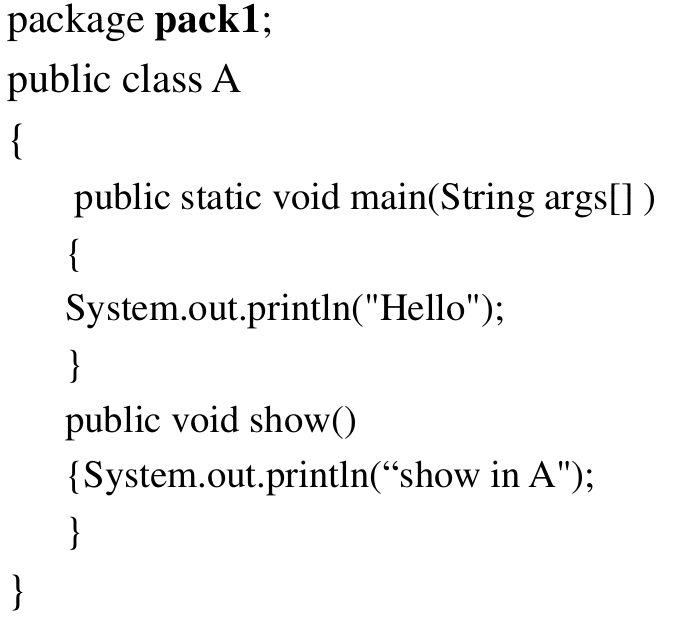 package pack1;
public class A
{
public static void main(String args[] )
{
System.out.println("Hello");
}
public void show()
{System.out.println(“show in A");
}
}